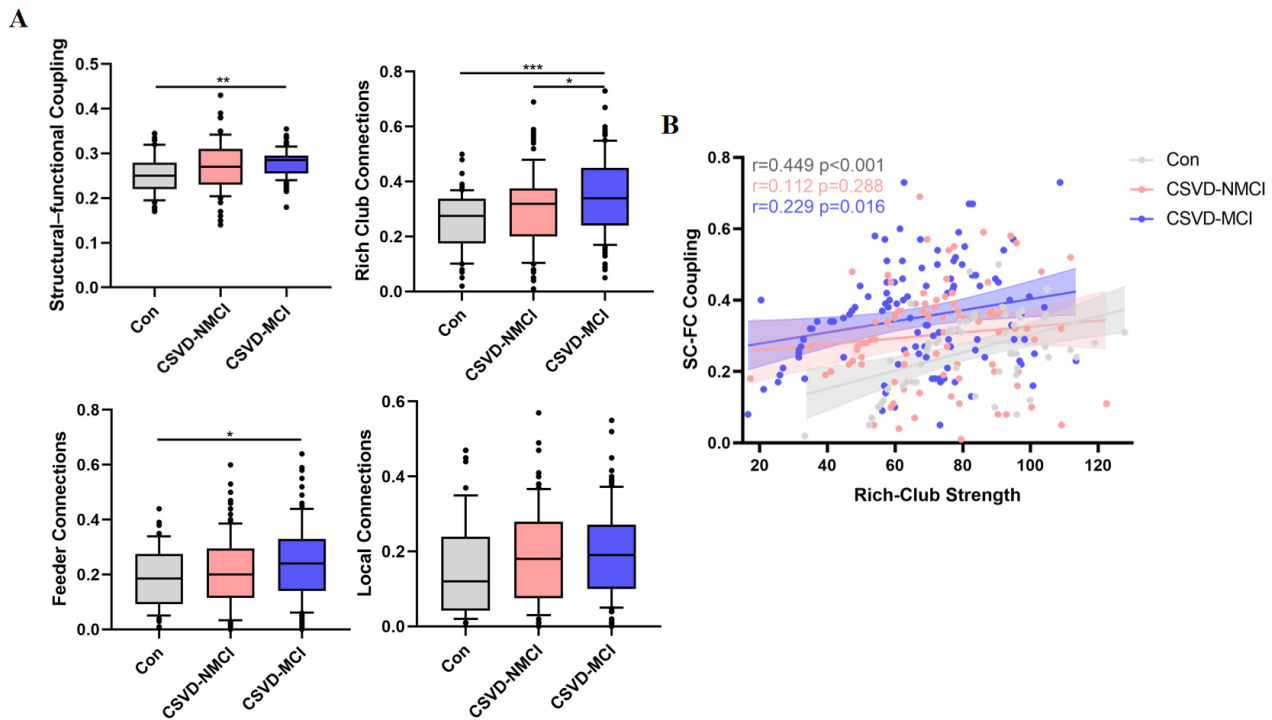 A
Structural–functional Coupling
0.5
0.4
0.3
0.2
0.1
0.0
**
Con
CSVD-NMCI
CSVD-MCI
Rich Club Connections
0.8
0.6
0.4
0.2
0.0
***
*
Con
CSVD-NMCI
CSVD-MCI
Feeder Connections
0.8
0.6
0.4
0.2
0.0
*
Con
CSVD-NMCI
CSVD-MCI
Local Connections
0.6
0.4
0.2
0.0
Con
CSVD-NMCI
CSVD-MCI
B
SC-FC Coupling
0.8
0.6
0.4
0.2
0.0
r=0.449 p<0.001
r=0.112 p=0.288
r=0.229 p=0.016
20 40 60 80 100 120
Rich-Club Strength
Con
CSVD-NMCI
CSVD-MCI